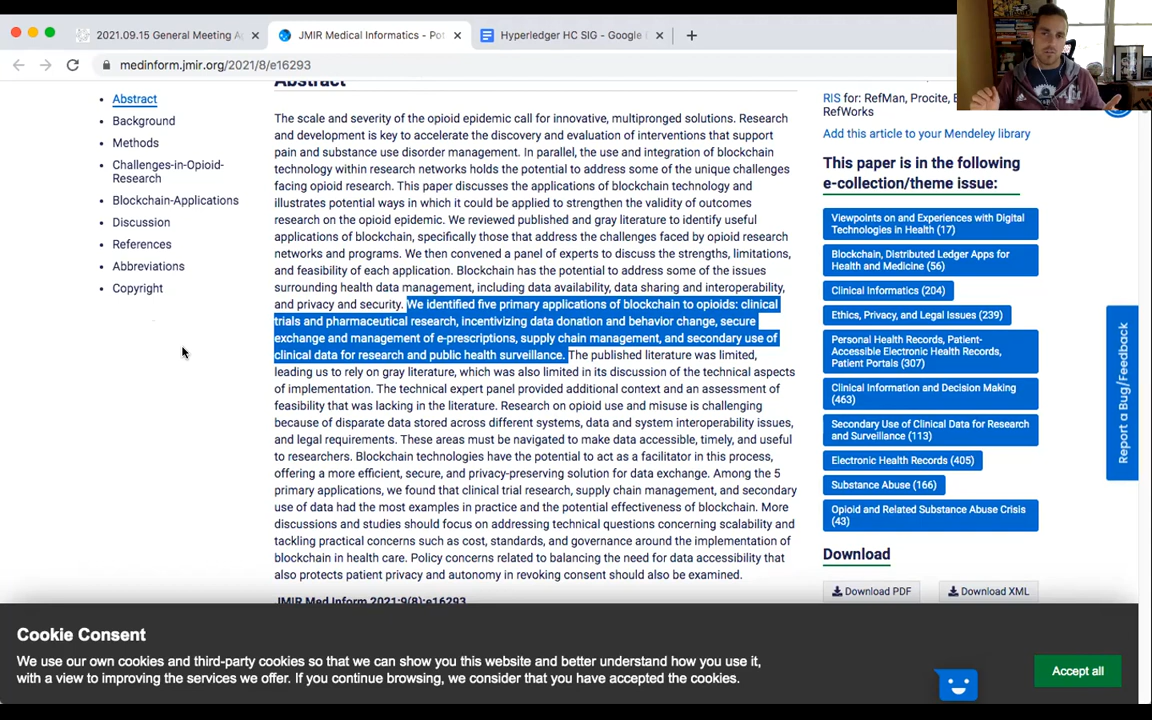 2021.09.15 General Meeting Ag
JMIR Medical Informatics - Pot
Hyperledger HC SIG - Google
medinform.jmir.org/2021/8/e16293
Abstract
Background
Methods
Challenges-in-Opioid-
Research
Blockchain-Applications
Discussion
References
Abbreviations
Copyright
Abstract
The scale and severity of the opioid epidemic call for innovative, multipronged solutions. Research
and development is key to accelerate the discovery and evaluation of interventions that support
pain and substance use disorder management. In parallel, the use and integration of blockchain
technology within research networks holds the potential to address some of the unique challenges
facing opioid research. This paper discusses the applications of blockchain technology and
illustrates potential ways in which it could be applied to strengthen the validity of outcomes
research on the opioid epidemic. We reviewed published and gray literature to identify useful
applications of blockchain, specifically those that address the challenges faced by opioid research
networks and programs. We then convened a panel of experts to discuss the strengths, limitations,
and feasibility of each application. Blockchain has the potential to address some of the issues
surrounding health data management, including data availability, data sharing and interoperability,
and privacy and security. We identified five primary applications of blockchain to opioids: clinical
trials and pharmaceutical research, incentivizing data donation and behavior change, secure
exchange and management of e-prescriptions, supply chain management, and secondary use of
clinical data for research and public health surveillance. The published literature was limited,
leading us to rely on gray literature, which was also limited in its discussion of the technical aspects
of implementation. The technical expert panel provided additional context and an assessment of
feasibility that was lacking in the literature. Research on opioid use and misuse is challenging
because of disparate data stored across different systems, data and system interoperability issues,
and legal requirements. These areas must be navigated to make data accessible, timely, and useful
to researchers. Blockchain technologies have the potential to act as a facilitator in this process,
offering a more efficient, secure, and privacy-preserving solution for data exchange. Among the 5
primary applications, we found that clinical trial research, supply chain management, and secondary
use of data had the most examples in practice and the potential effectiveness of blockchain. More
discussions and studies should focus on addressing technical questions concerning scalability and
tackling practical concerns such as cost, standards, and governance around the implementation of
blockchain in health care. Policy concerns related to balancing the need for data accessibility that
also protects patient privacy and autonomy in revoking consent should also be examined.
JMIR Med Inform 2021;9(8):e16293
RIS for: RefMan, Procite, E
RefWorks
Add this article to your Mendeley library
This paper is in the following
e-collection/theme issue:
Viewpoints on and Experiences with Digital
Technologies in Health (17)
Blockchain, Distributed Ledger Apps for
Health and Medicine (56)
Clinical Informatics (204)
Ethics, Privacy, and Legal Issues (239)
Personal Health Records, Patient-
Accessible Electronic Health Records,
Patient Portals (307)
Clinical Information and Decision Making
(463)
Secondary Use of Clinical Data for Research
and Surveillance (113)
Electronic Health Records (405)
Substance Abuse (166)
Opioid and Related Substance Abuse Crisis
(43)
Download
Download PDF
Download XML
Report a Bug/Feedback
Cookie Consent
We use our own cookies and third-party cookies so that we can show you this website and better understand how you use it,
with a view to improving the services we offer. If you continue browsing, we consider that you have accepted the cookies.
Accept all